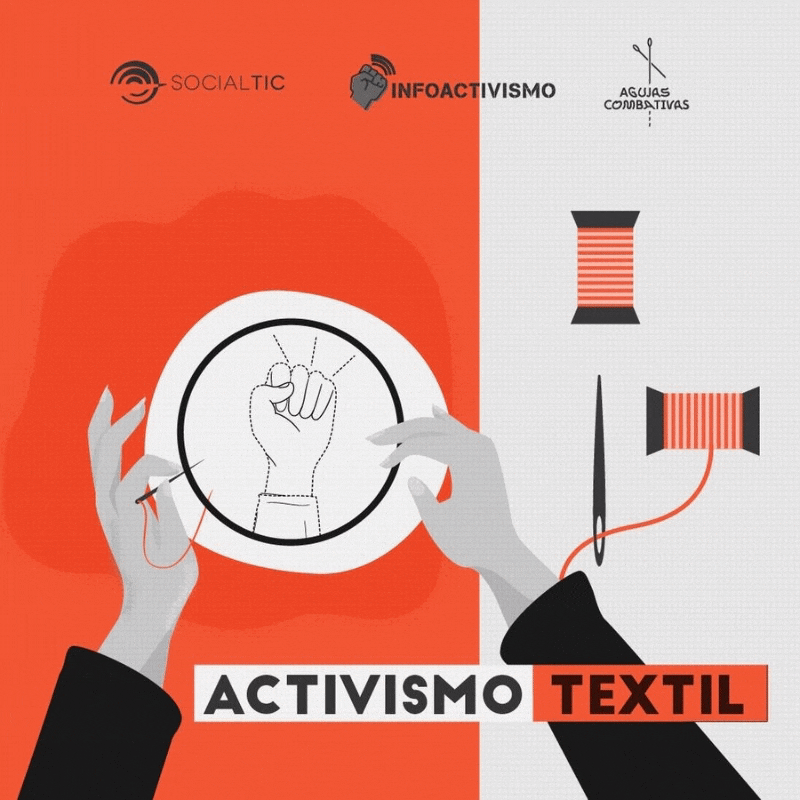 SOCIALTIC
INFOACTIVISMO
AGUJAS
COMBATIVAS
ACTIVISMO TEXTIL